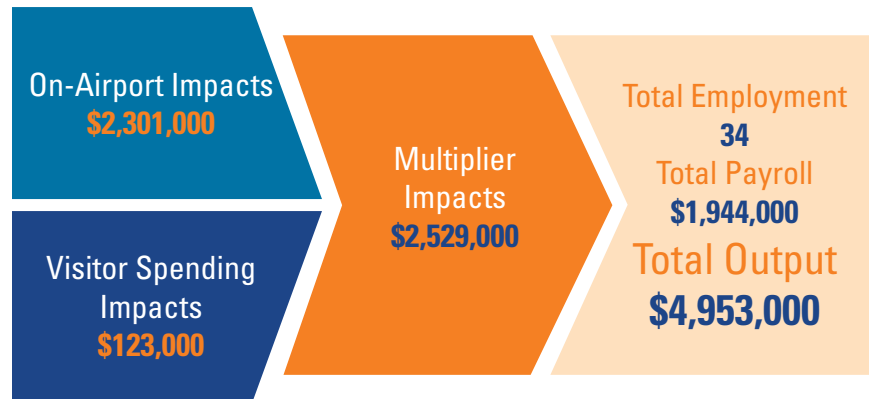 On-Airport Impacts
$2,301,000
Visitor Spending
Impacts
$123,000
Multiplier
Impacts
$2,529,000
Total Employment
34
Total Payroll
$1,944,000
Total Output
$4,953,000